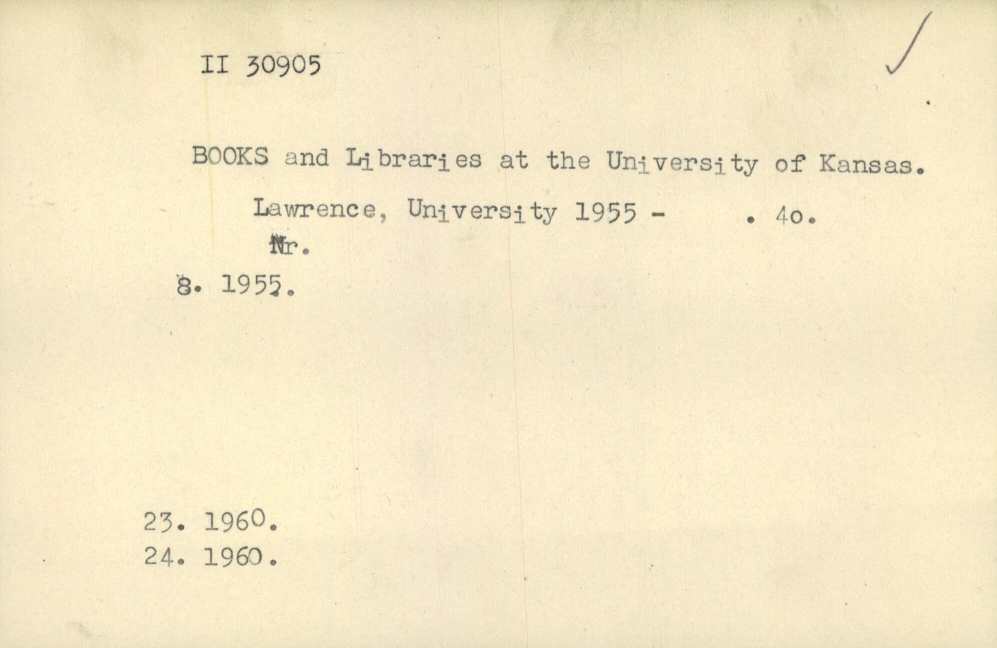 II 30905
BOOKS and Libraries at the University of Kansas.
Lawrence, University 1955 - . 4o.
Nr.
8. 1955.
23. 1960.
24. 1960.